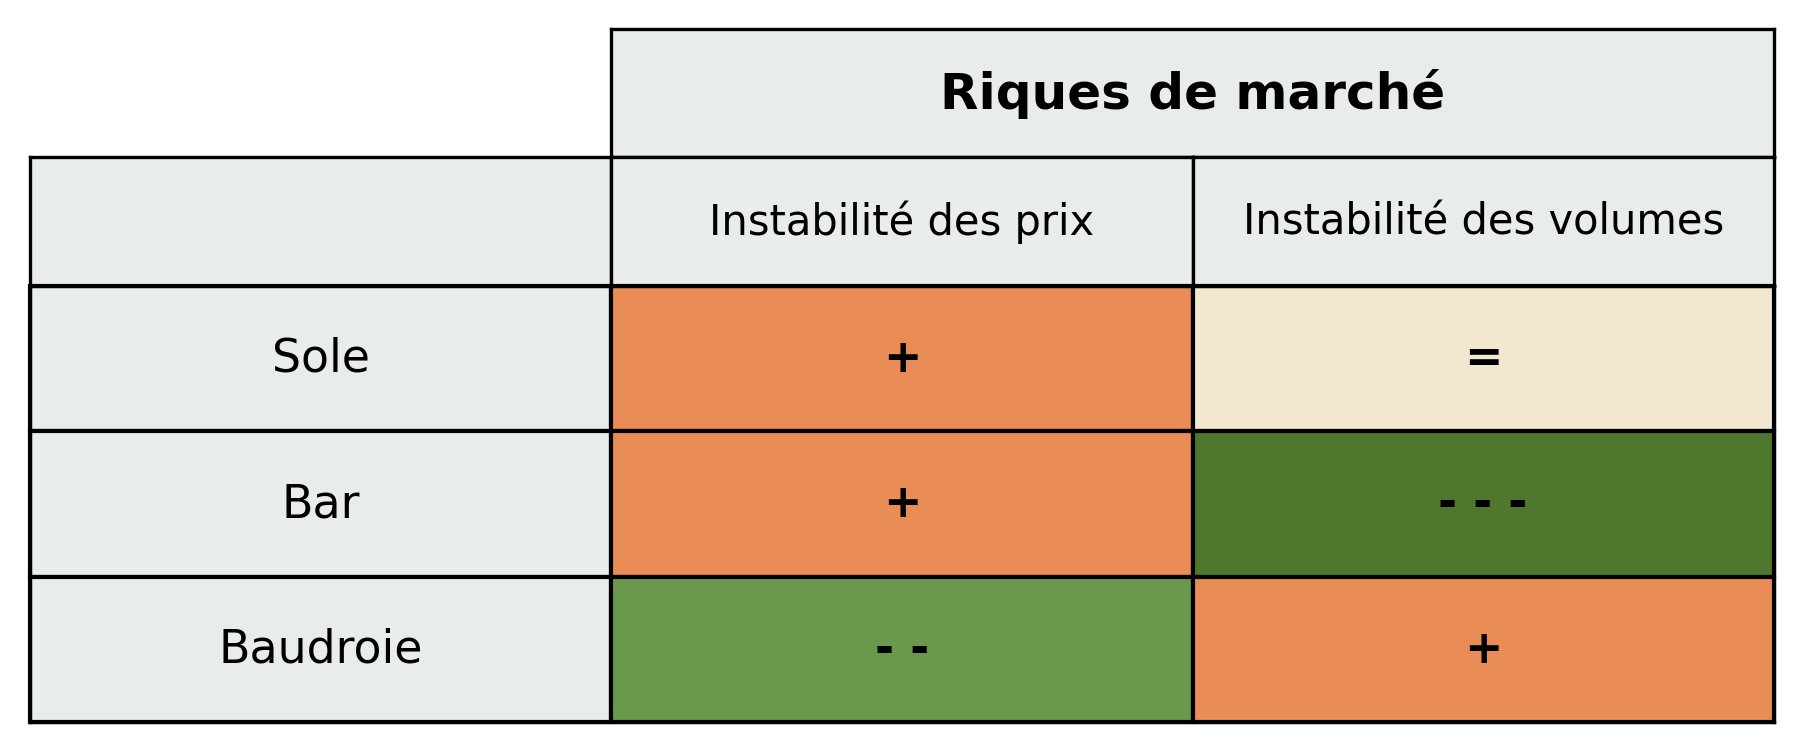 Riques de marché
Instabilité des prix Instabilité des volumes
Sole + =
Bar + - - -
Baudroie - - +